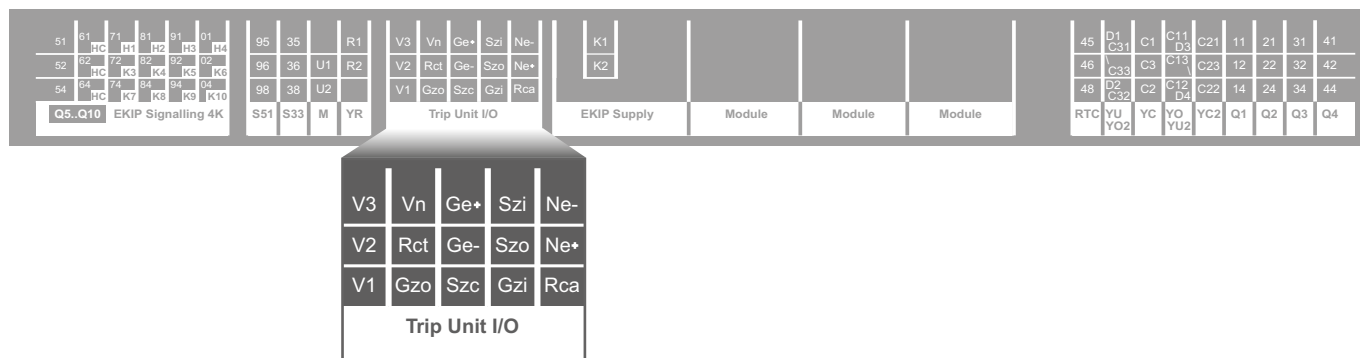 51 61 HC 71 H1 81 H2 91 H3 01 H4 95 35 R1 V3 Vn Ge+ Szi Ne- K1 45 D1 C31 C1 C11 D3 C21 11 21 31 41
52 62 HC 72 K3 82 K4 92 K5 02 K6 96 36 U1 R2 V2 Rct Ge- Szo Ne+ K2 46 \ C33 C3 C13 \ C23 12 22 32 42
54 64 HC 74 K7 84 K8 94 K9 04 K10 98 38 U2 V1 Gzo Szc Gzi Rca 48 D2 C32 C2 C12 D4 C22 14 24 34 44
Q5..Q10 EKIP Signalling 4K S51 S33 M YR Trip Unit I/O EKIP Supply Module Module Module RTC YU YC YO YC2 Q1 Q2 Q3 Q4
YO2 YU2
V3 Vn Ge+ Szi Ne-
V2 Rct Ge- Szo Ne+
V1 Gzo Szc Gzi Rca
Trip Unit I/O